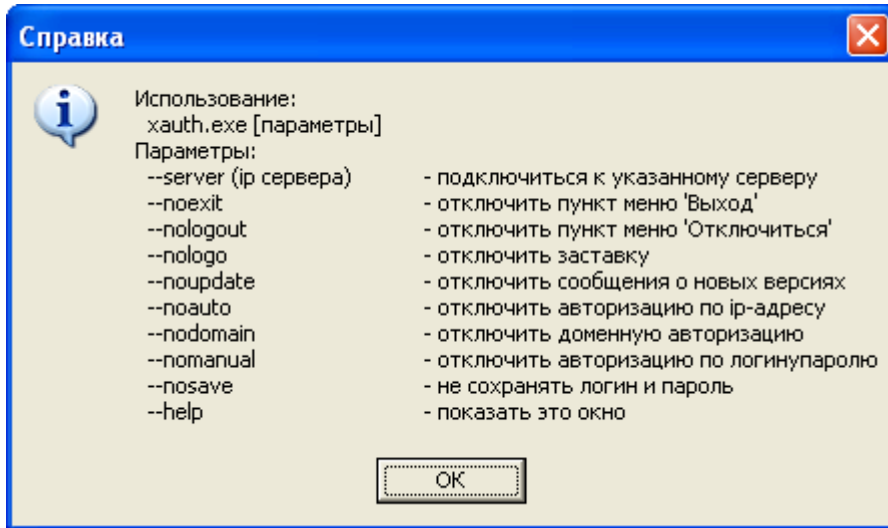 Справка
Использование:
xauth.exe [параметры]
Параметры:
--server (ip сервера) - подключиться к указанному серверу
--noexit - отключить пункт меню 'Выход'
--nologout - отключить пункт меню 'Отключиться'
--nologo - отключить заставку
--noupdate - отключить сообщения о новых версиях
--noauto - отключить авторизацию по ip-адресу
--nodomain - отключить доменную авторизацию
--nomanual - отключить авторизацию по логинупаролю
--nosave - не сохранять логин и пароль
--help - показать это окно
ОК